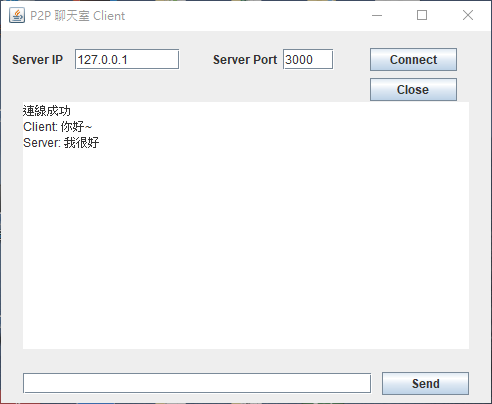 P2P 聊天室 Client
Server IP 127.0.0.1 Server Port 3000 Connect
Close
連線成功
Client: 你好~
Server: 我很好
Send